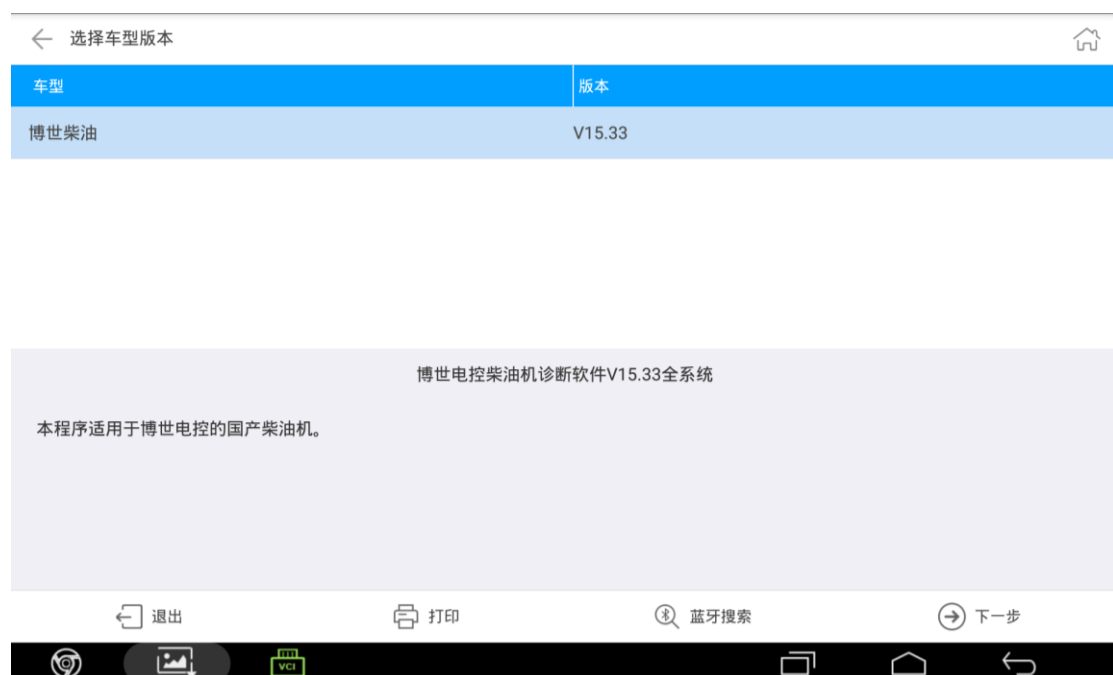 选择车型版本
车型 版本
博世柴油 V15.33
博世电控柴油机诊断软件V15.33全系统
本程序适用于博世电控的国产柴油机。
退出 打印 蓝牙搜索 下一步
VCI